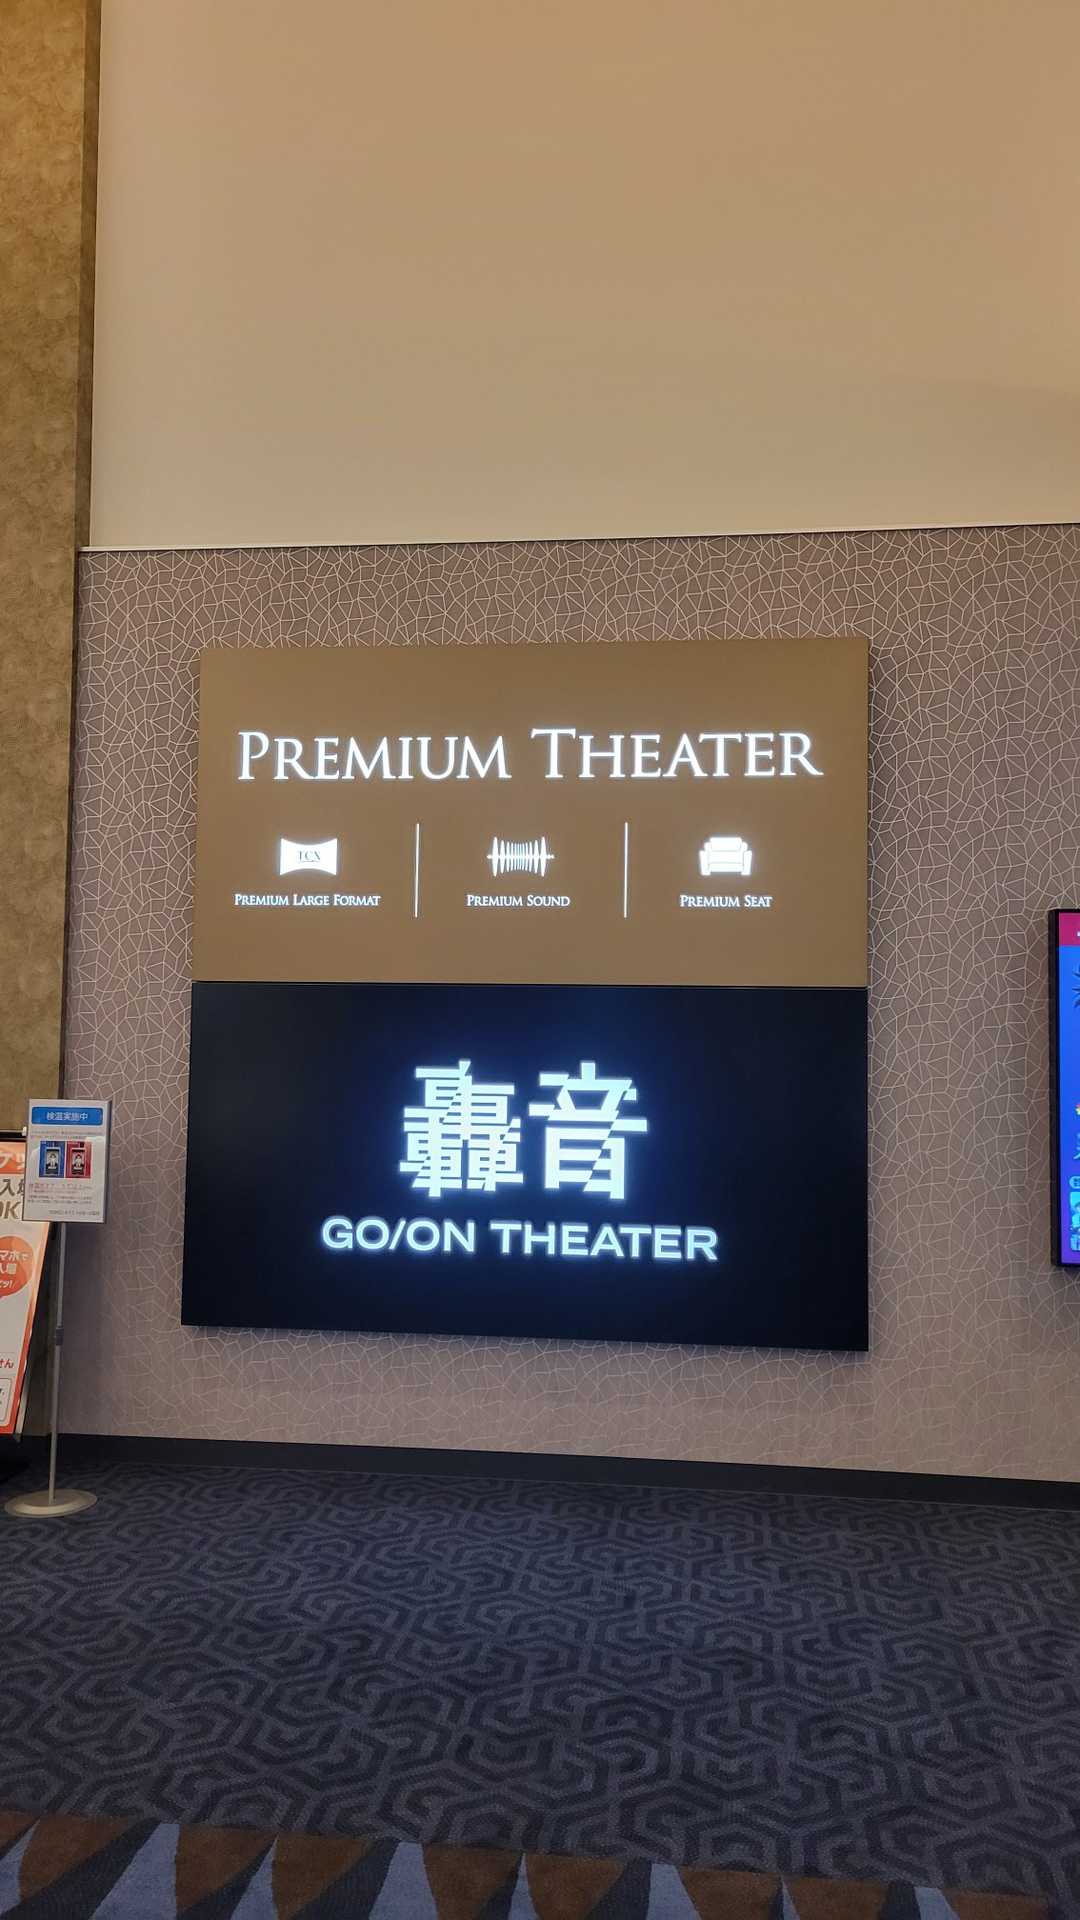 PREMIUM THEATER
TCX
PREMIUM LARGE FORMAT
PREMIUM SOUND
PREMIUM SEAT
轟音
GO/ON THEATER
検温実施中